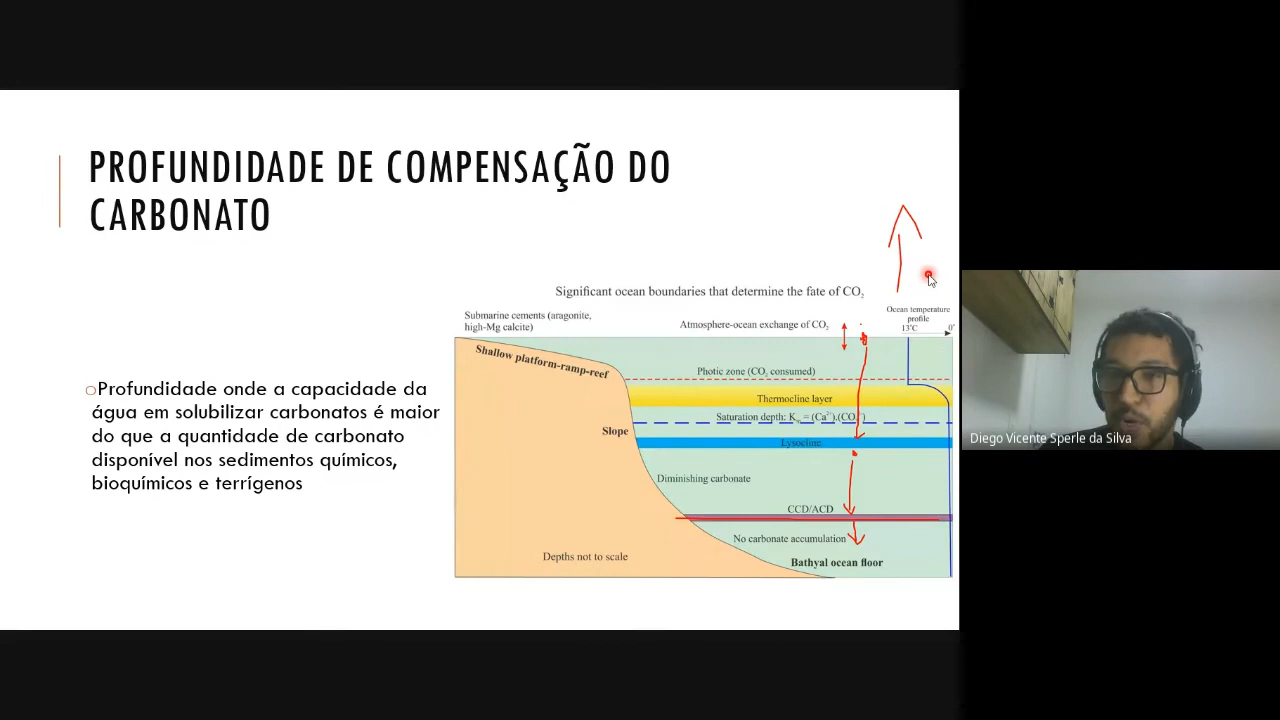 PROFUNDIDADE DE COMPENSAÇÃO DO
CARBONATO
Profundidade onde a capacidade da
água em solubilizar carbonatos é maior
do que a quantidade de carbonato
disponível nos sedimentos químicos,
bioquímicos e terrígenos
Significant ocean boundaries that determine the fate of CO₂
Submarine cements (aragonite,
high-Mg calcite)
Atmosphere-ocean exchange of CO₂
Ocean temperature
profile
13°C 0°
Shallow platform-ramp-reef
Photic zone (CO₂ consumed)
Thermocline layer
Saturation depth: = (Ca²⁺).(CO₃
Slope
Lysocline
Diminishing carbonate
CCD/ACD
No carbonate accumulation
Depths not to scale
Bathyal ocean floor
Diego Vicente Sperle da Silva